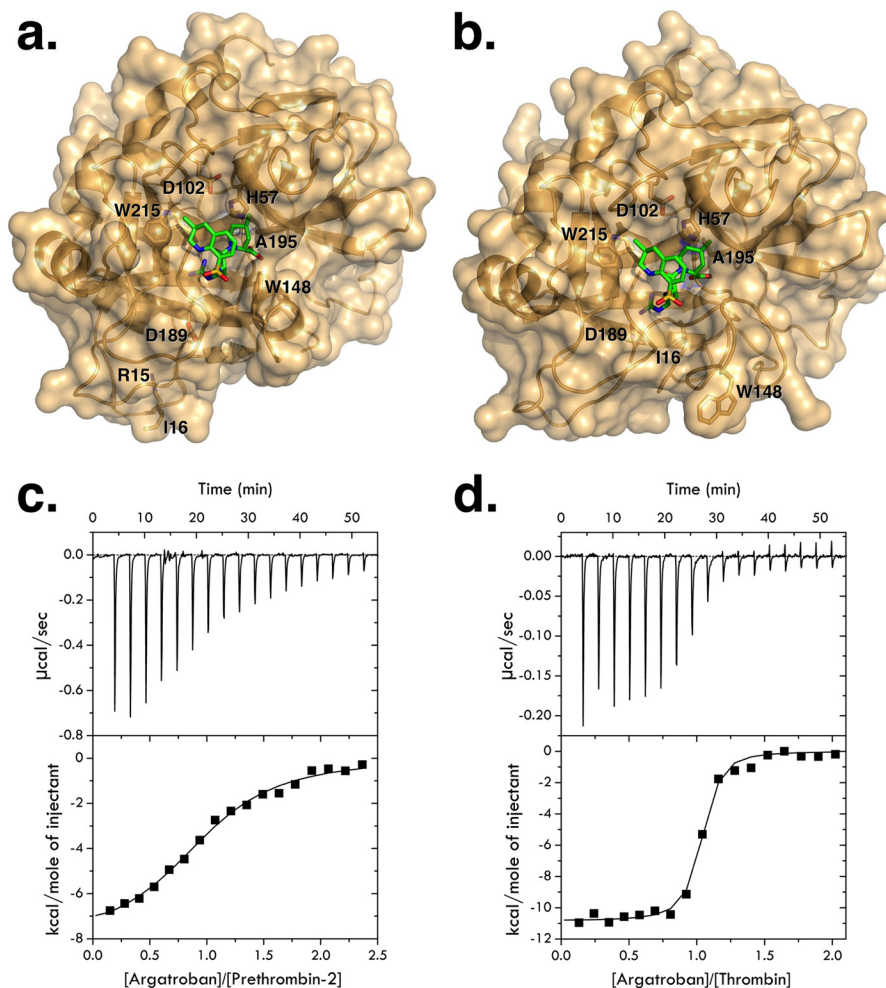 a.
D102
H57
W215
A195
W148
D189
R15
I16
b.
D102
H57
W215
A195
D189
I16
W148
c.
Time (min)
0 10 20 30 40 50
0.0
-0.2
-0.4
-0.6
-0.8
µcal/sec
0
-2
-4
-6
-8
kcal/mole of injectant
0.0 0.5 1.0 1.5 2.0 2.5
[Argatroban]/[Prethrombin-2]
d.
Time (min)
0 10 20 30 40 50
0.00
-0.05
-0.10
-0.15
-0.20
µcal/sec
0
-2
-4
-6
-8
-10
-12
kcal/mole of injectant
0.0 0.5 1.0 1.5 2.0
[Argatroban]/[Thrombin]